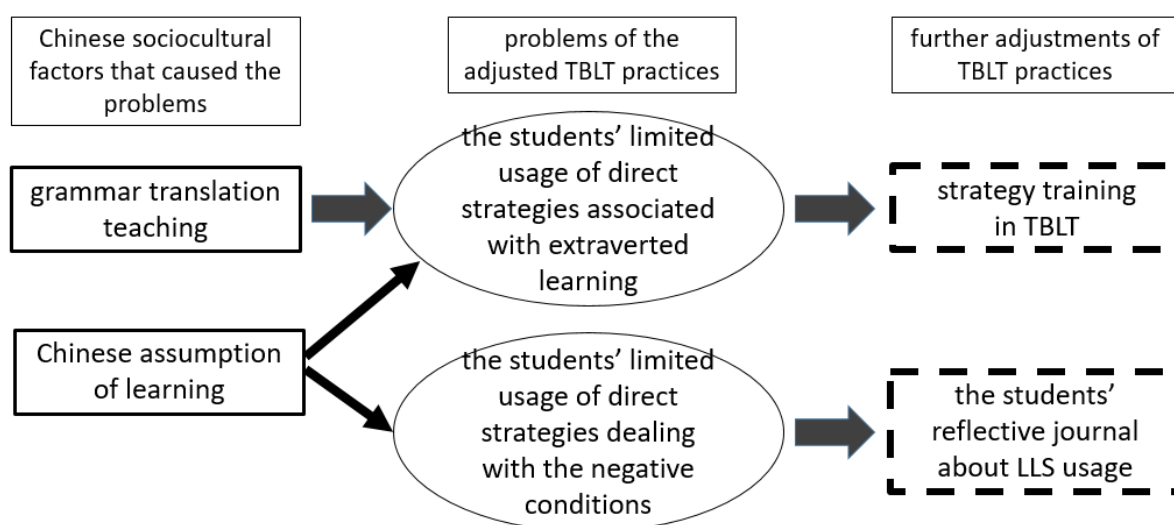 Chinese sociocultural
factors that caused the
problems
problems of the
adjusted TBLT practices
further adjustments of
TBLT practices
grammar translation
teaching
the students’ limited
usage of direct
strategies associated
with extraverted
learning
strategy training
in TBLT
Chinese assumption
of learning
the students’ limited
usage of direct
strategies dealing
with the negative
conditions
the students’
reflective journal
about LLS usage